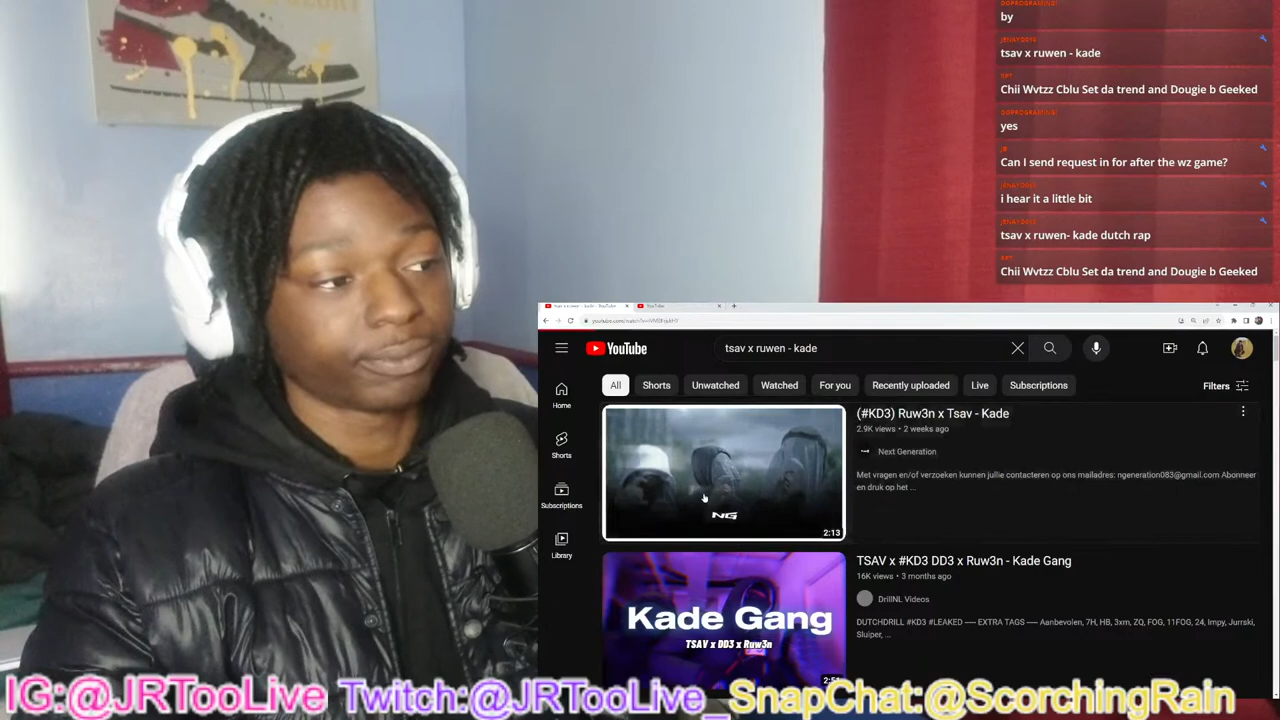 by
tsav x ruwen - kade
Chii Wvtzz Cblu Set da trend and Dougie b Geeked
yes
Can I send request in for after the wz game?
i hear it a little bit
tsav x ruwen- kade dutch rap
Chii Wvtzz Cblu Set da trend and Dougie b Geeked
YouTube
tsav x ruwen - kade
All
Shorts
Unwatched
Watched
For you
Recently uploaded
Live
Subscriptions
Filters
Home
Shorts
Subscriptions
Library
NG
2:13
(#KD3) Ruw3n x Tsav - Kade
2.9K views • 2 weeks ago
Next Generation
Met vragen en/of verzoeken kunnen jullie contacteren op ons mailadres: ngeneration083@gmail.com Abonneer
en druk op het ...
Kade Gang
TSAV x DD3 x Ruw3n
TSAV x #KD3 DD3 x Ruw3n - Kade Gang
16K views • 3 months ago
DrillNL Videos
DUTCHDRILL #KD3 #LEAKED ----- EXTRA TAGS ----- Aanbevolen, 7H, HB, 3xm, ZQ, FOG, 11FOG, 24, Impy, Jurrski,
Sluiper, ...
IG:@JRTooLive Twitch:@JRTooLive_ SnapChat:@ScorchingRain